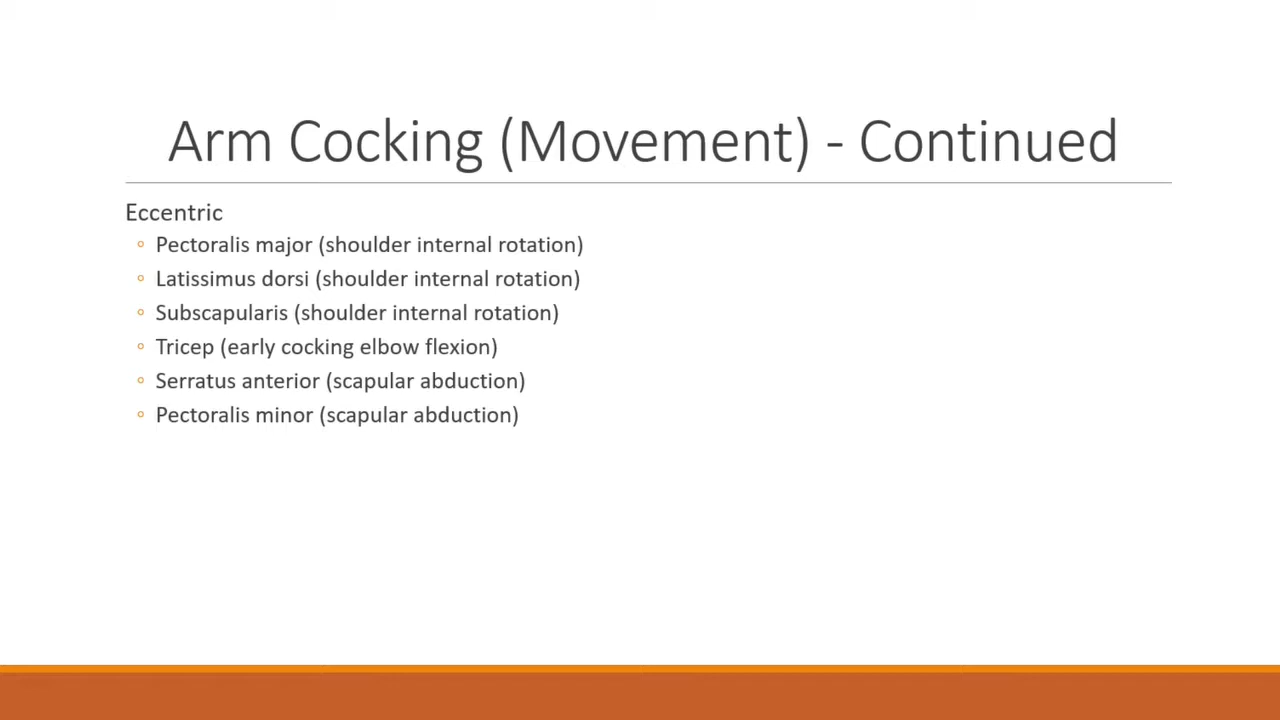 Arm Cocking (Movement) - Continued
Eccentric
◦ Pectoralis major (shoulder internal rotation)
◦ Latissimus dorsi (shoulder internal rotation)
◦ Subscapularis (shoulder internal rotation)
◦ Tricep (early cocking elbow flexion)
◦ Serratus anterior (scapular abduction)
◦ Pectoralis minor (scapular abduction)